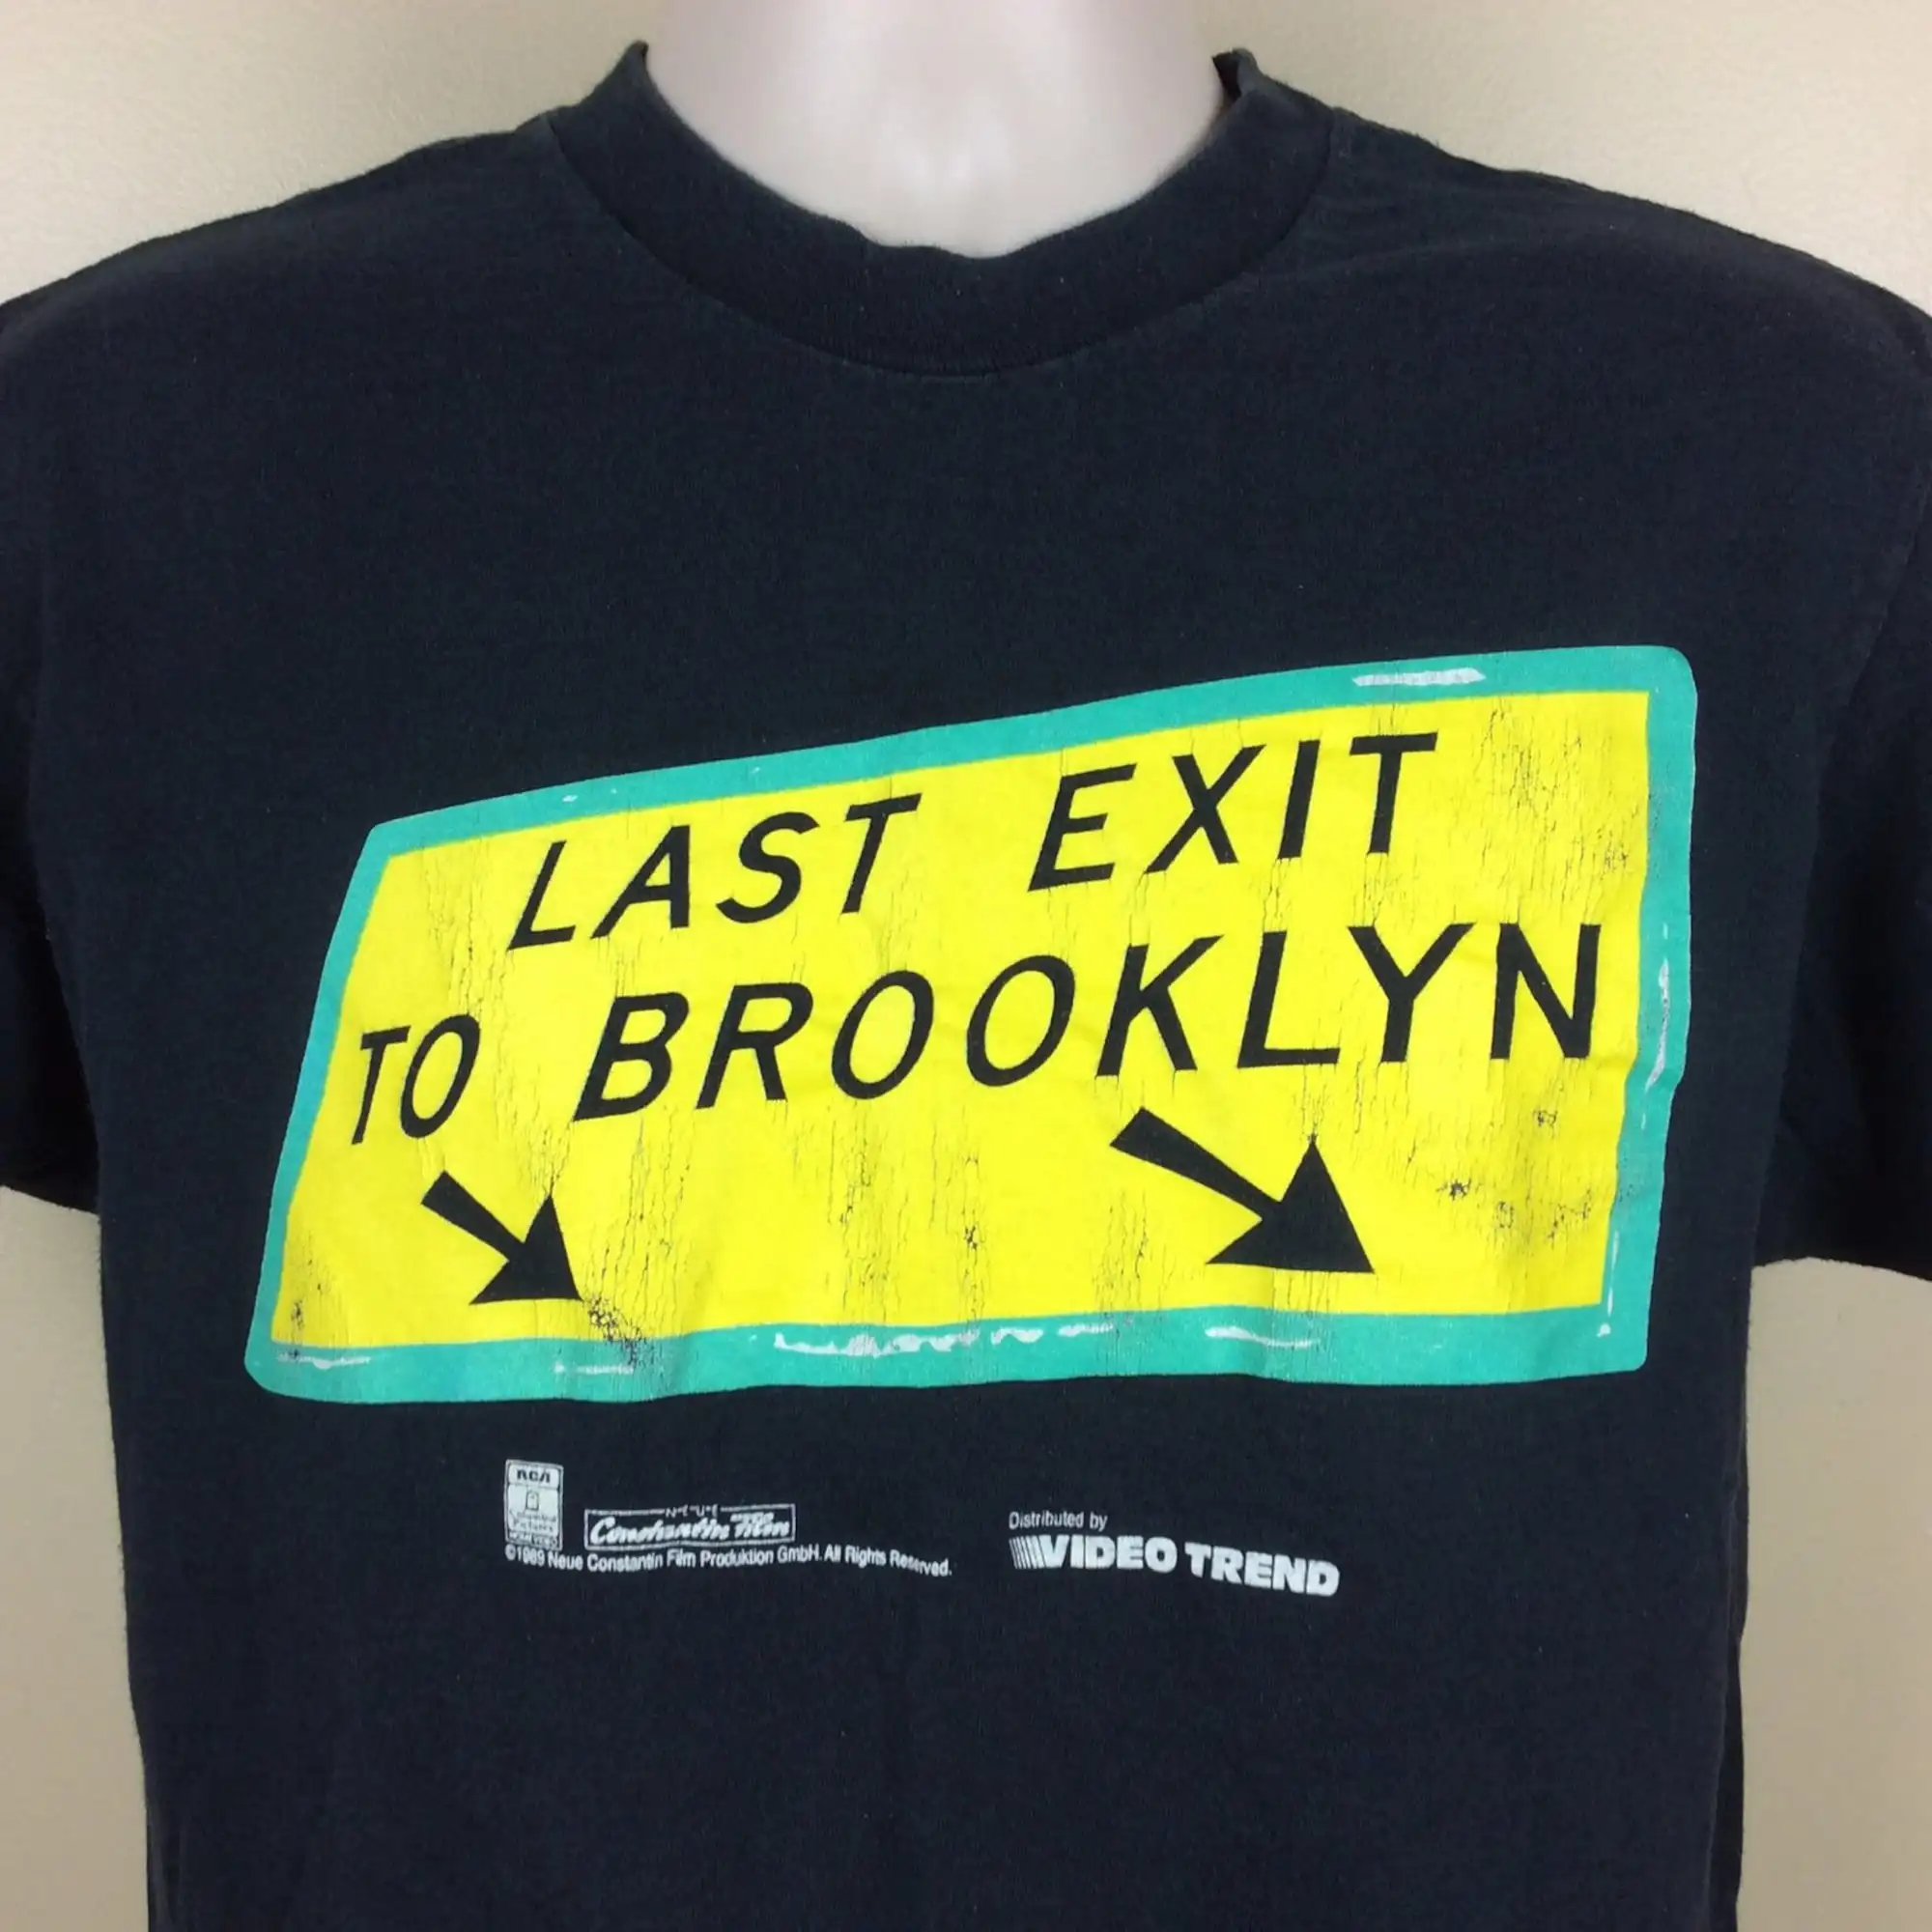 LAST EXIT
TO BROOKLYN
RCA
NEUE
Constantin Film
©1989 Neue Constantin Film Produktion GmbH. All Rights Reserved.
Distributed by
VIDEO TREND